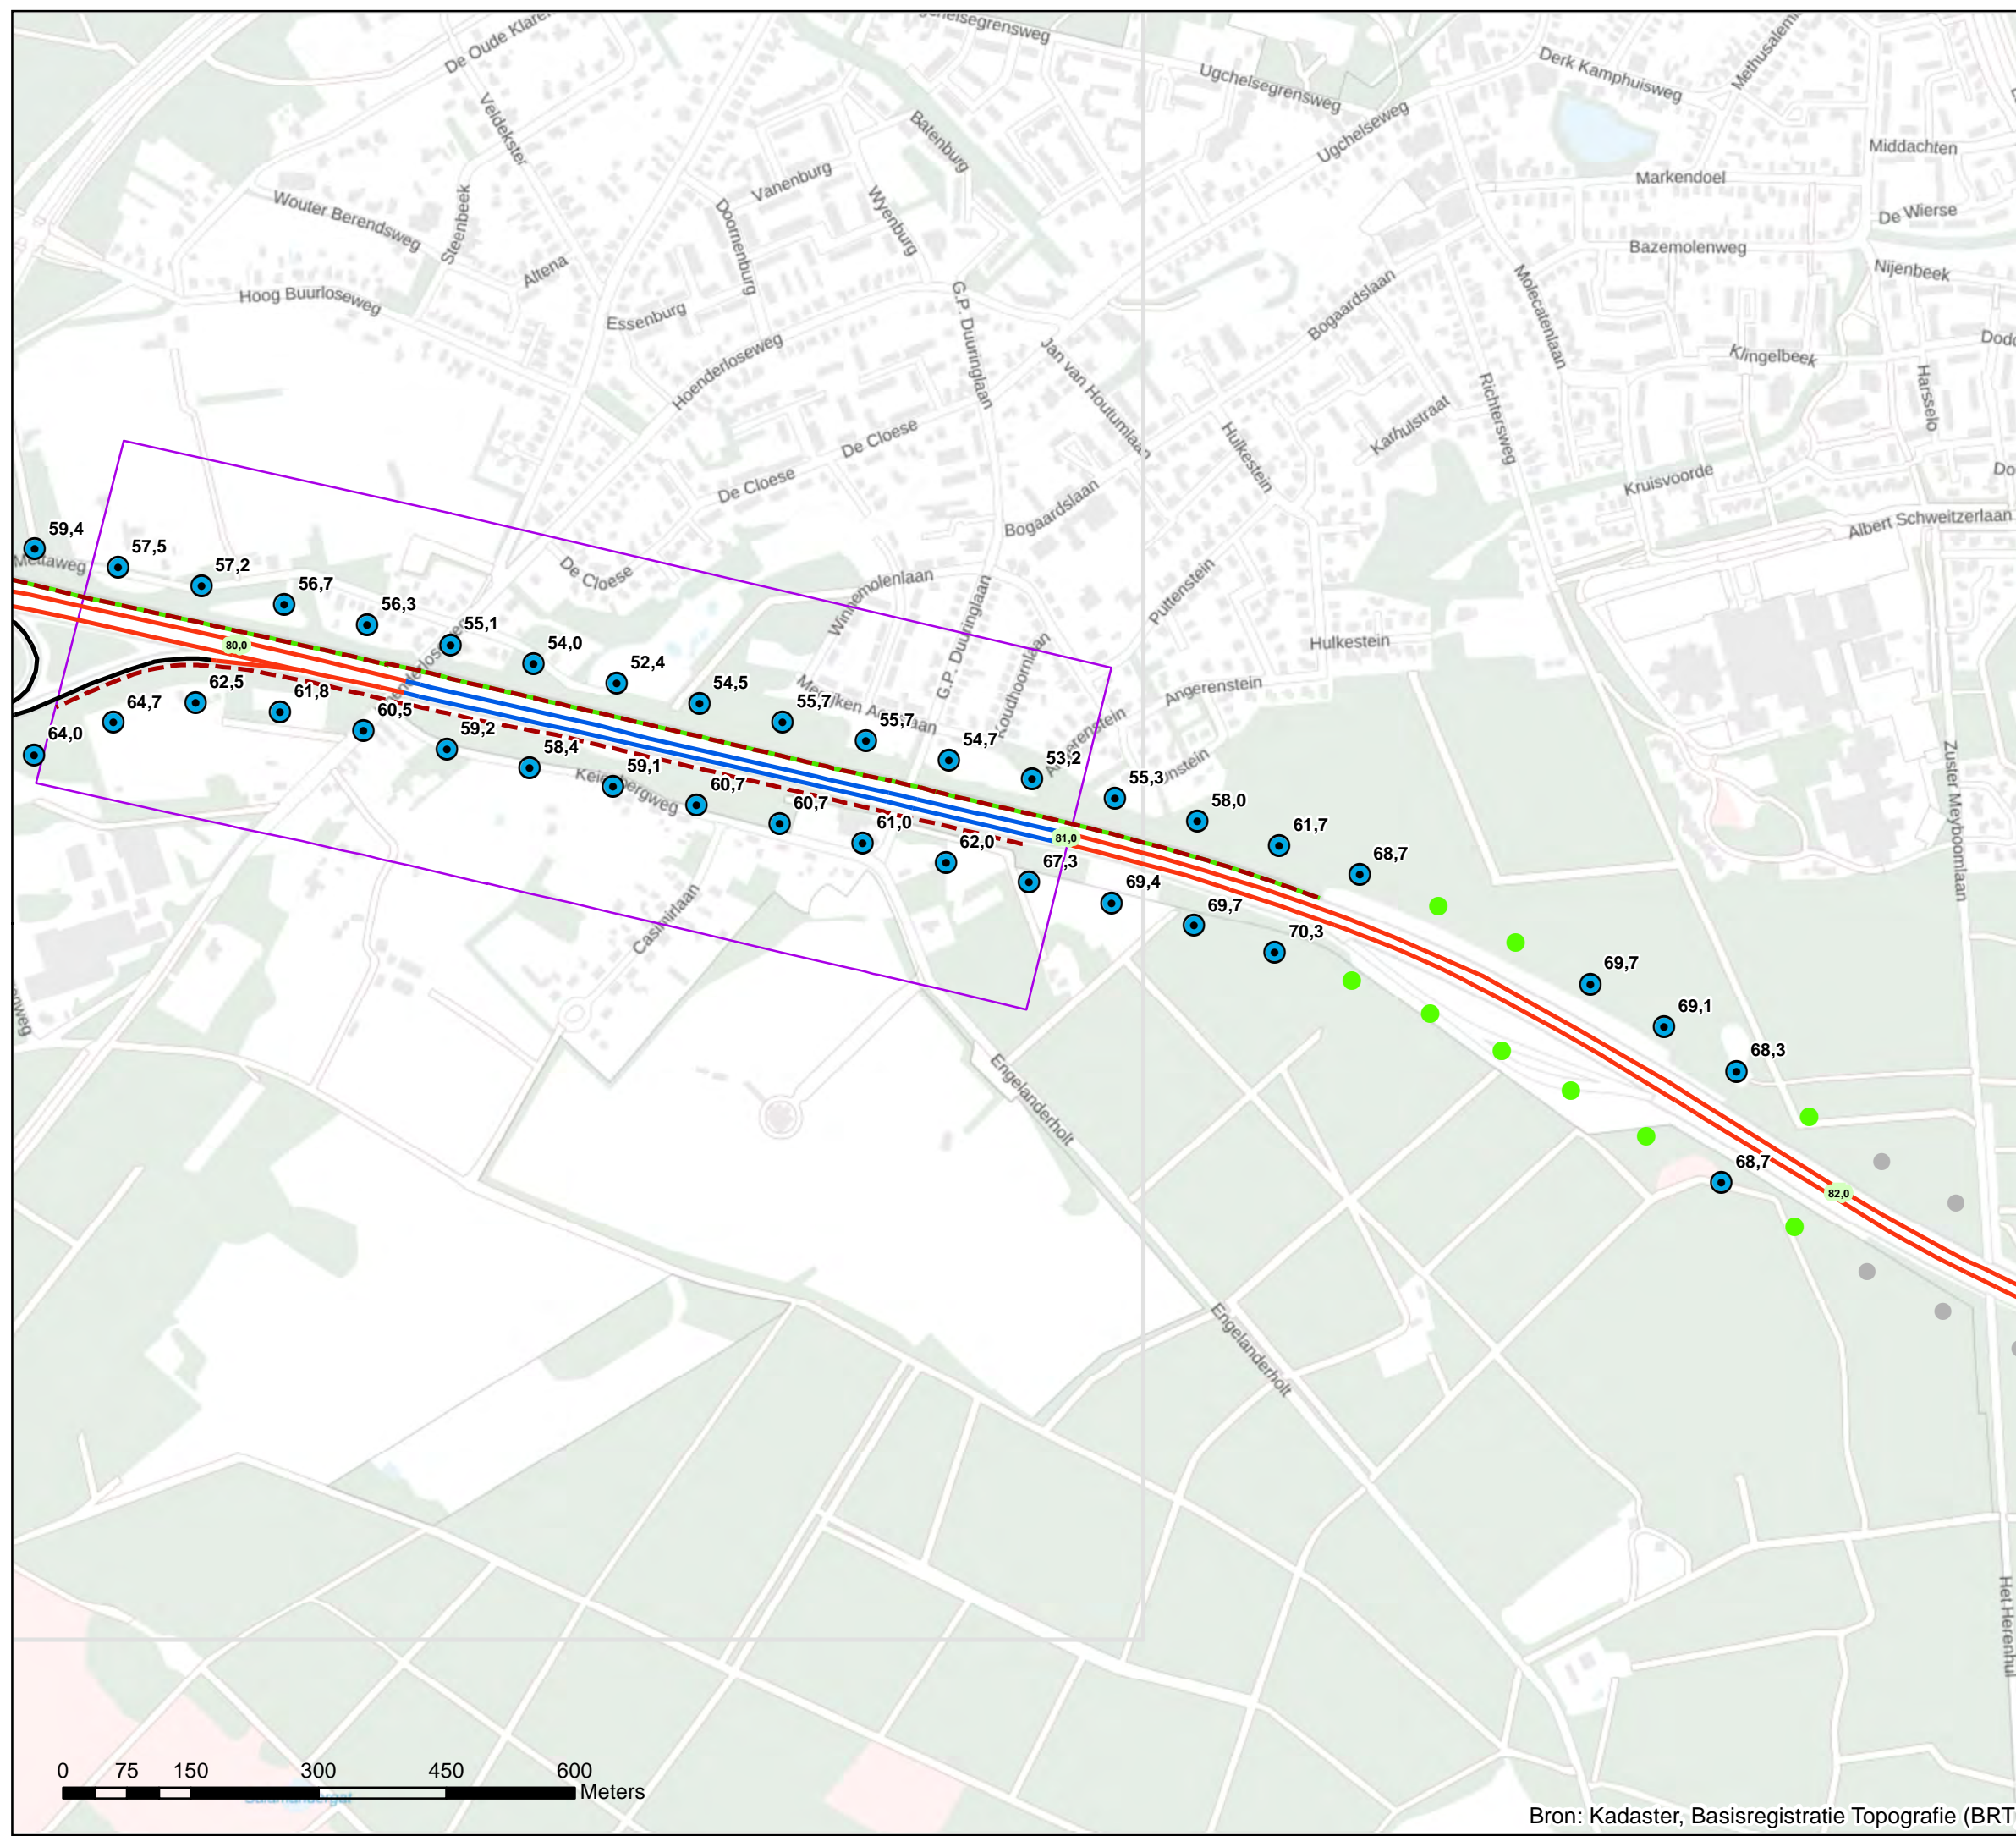 Ugchelsegrensweg
De Oude Klaren
Derk Kamphuisweg
Ugchelsegrensweg
Veldekster
Batenburg
Ugchelseweg
Middachten
Vanenburg
Markendoel
Wouter Berendsweg
Steenbeek
Doornenburg
Wyenburg
De Wierse
Bazemolenweg
Altena
Nijenbeek
Hoog Buurloseweg
Essenburg
G.P. Duuringlaan
Bogaardslaan
Molecatenlaan
Hoenderloseweg
Jan van Houtumlaan
Klingelbeek
Harsselo
Richtersweg
Karhulstraat
De Cloese
Hulkestein
De Cloese
Kruisvoorde
Bogaardslaan
Albert Schweitzerlaan
59,4
57,5
57,2
De Cloese
Winnemolenlaan
Puttenstein
56,7
56,3
55,1
G.P. Duuringlaan
Koudhoornlaan
Hulkestein
80,0
54,0
52,4
Angerenstein
62,5
61,8
54,5
64,7
60,5
55,7
55,7
Angerenstein
64,0
59,2
54,7
53,2
58,4
59,1
Zuster Meyboomlaan
60,7
55,3
58,0
60,7
61,0
81,0
61,7
62,0
67,3
68,7
69,4
69,7
Casimirlaan
70,3
69,7
69,1
68,3
Engelanderholt
68,7
82,0
Engelanderholt
Het Herenhul
0 75 150 300 450 600
Meters
Bron: Kadaster, Basisregistratie Topografie (BRT